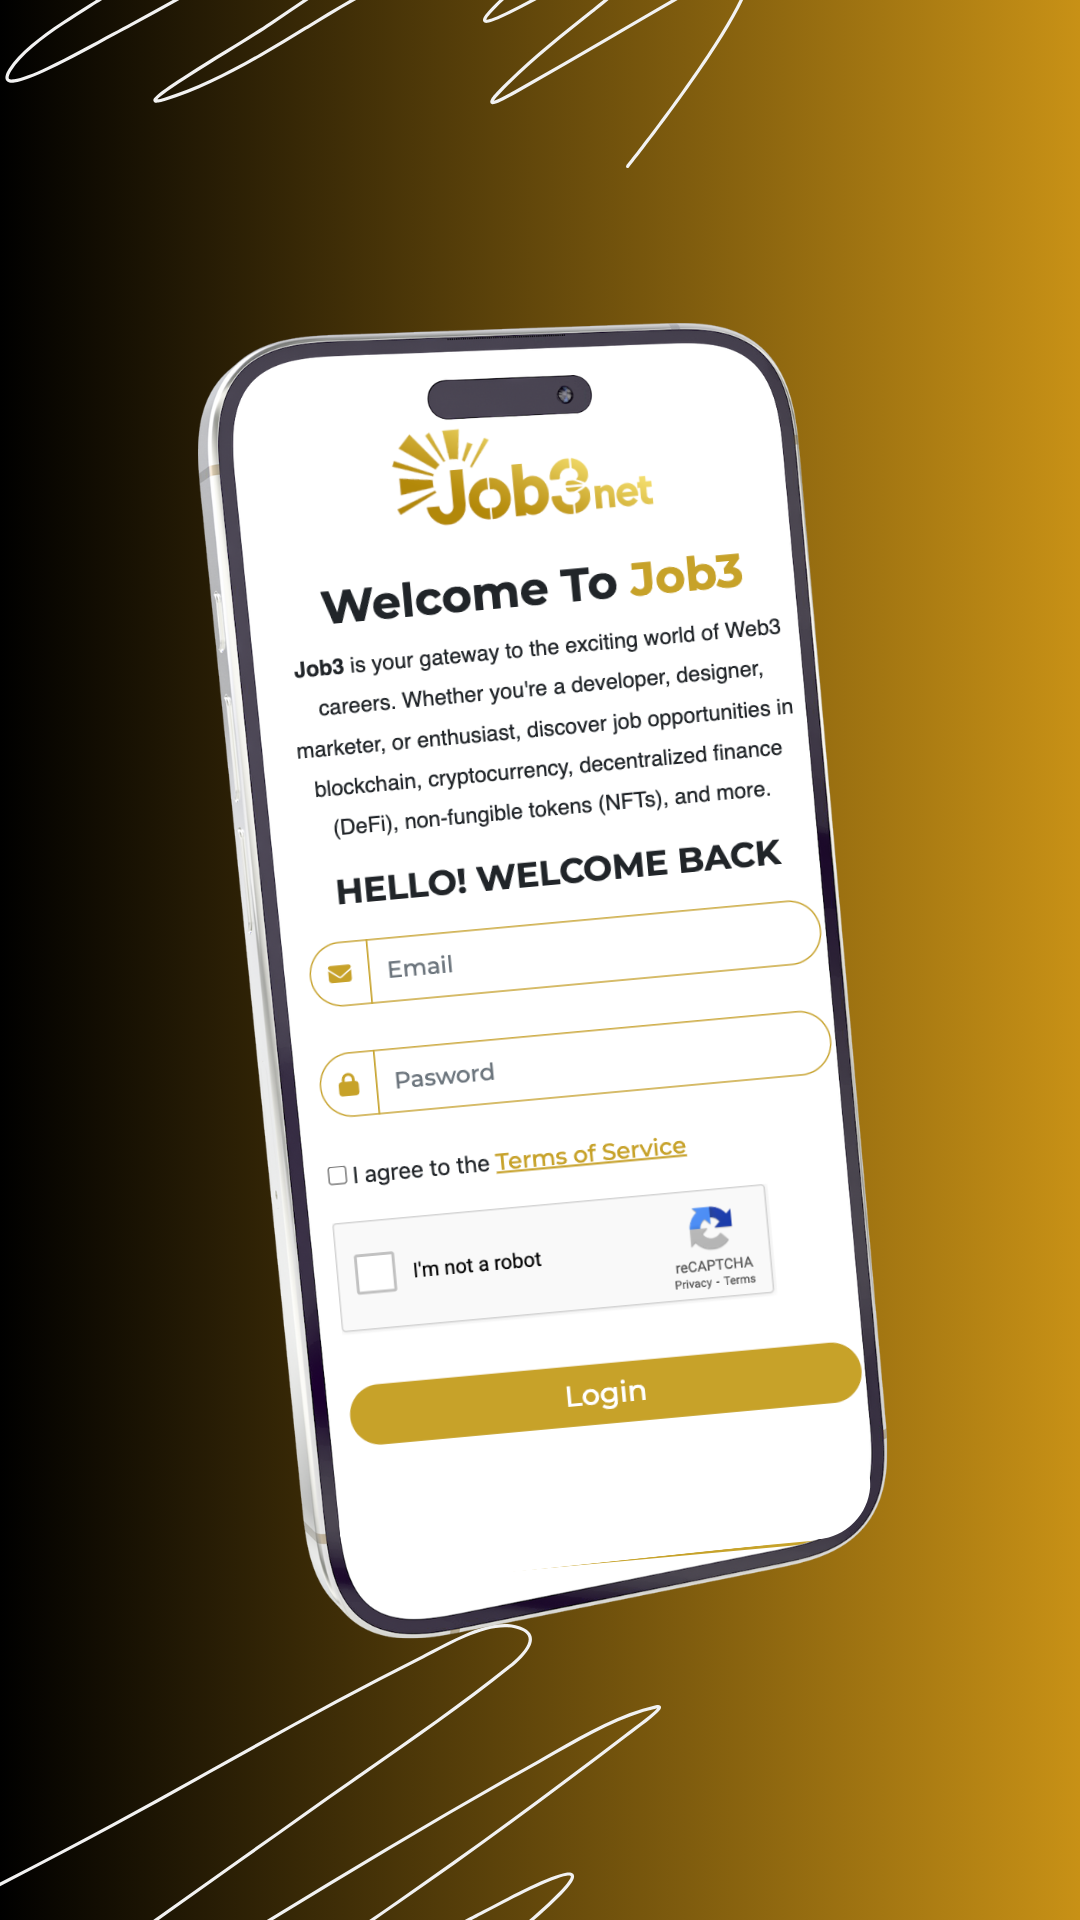 Job3net
Welcome To Job3
Job3 is your gateway to the exciting world of Web3
careers. Whether you're a developer, designer,
marketer, or enthusiast, discover job opportunities in
blockchain, cryptocurrency, decentralized finance
(DeFi), non-fungible tokens (NFTs), and more.
HELLO! WELCOME BACK
Email
Pasword
I agree to the Terms of Service
I'm not a robot
reCAPTCHA
Privacy - Terms
Login